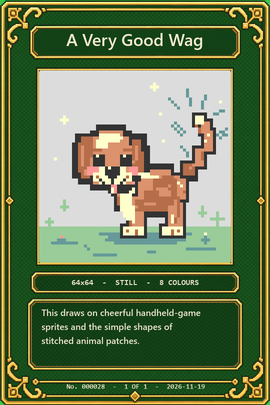 A Very Good Wag
64x64 - STILL - 8 COLOURS
This draws on cheerful handheld-game
sprites and the simple shapes of
stitched animal patches.
No. 000028 - 1 OF 1 - 2026-11-19